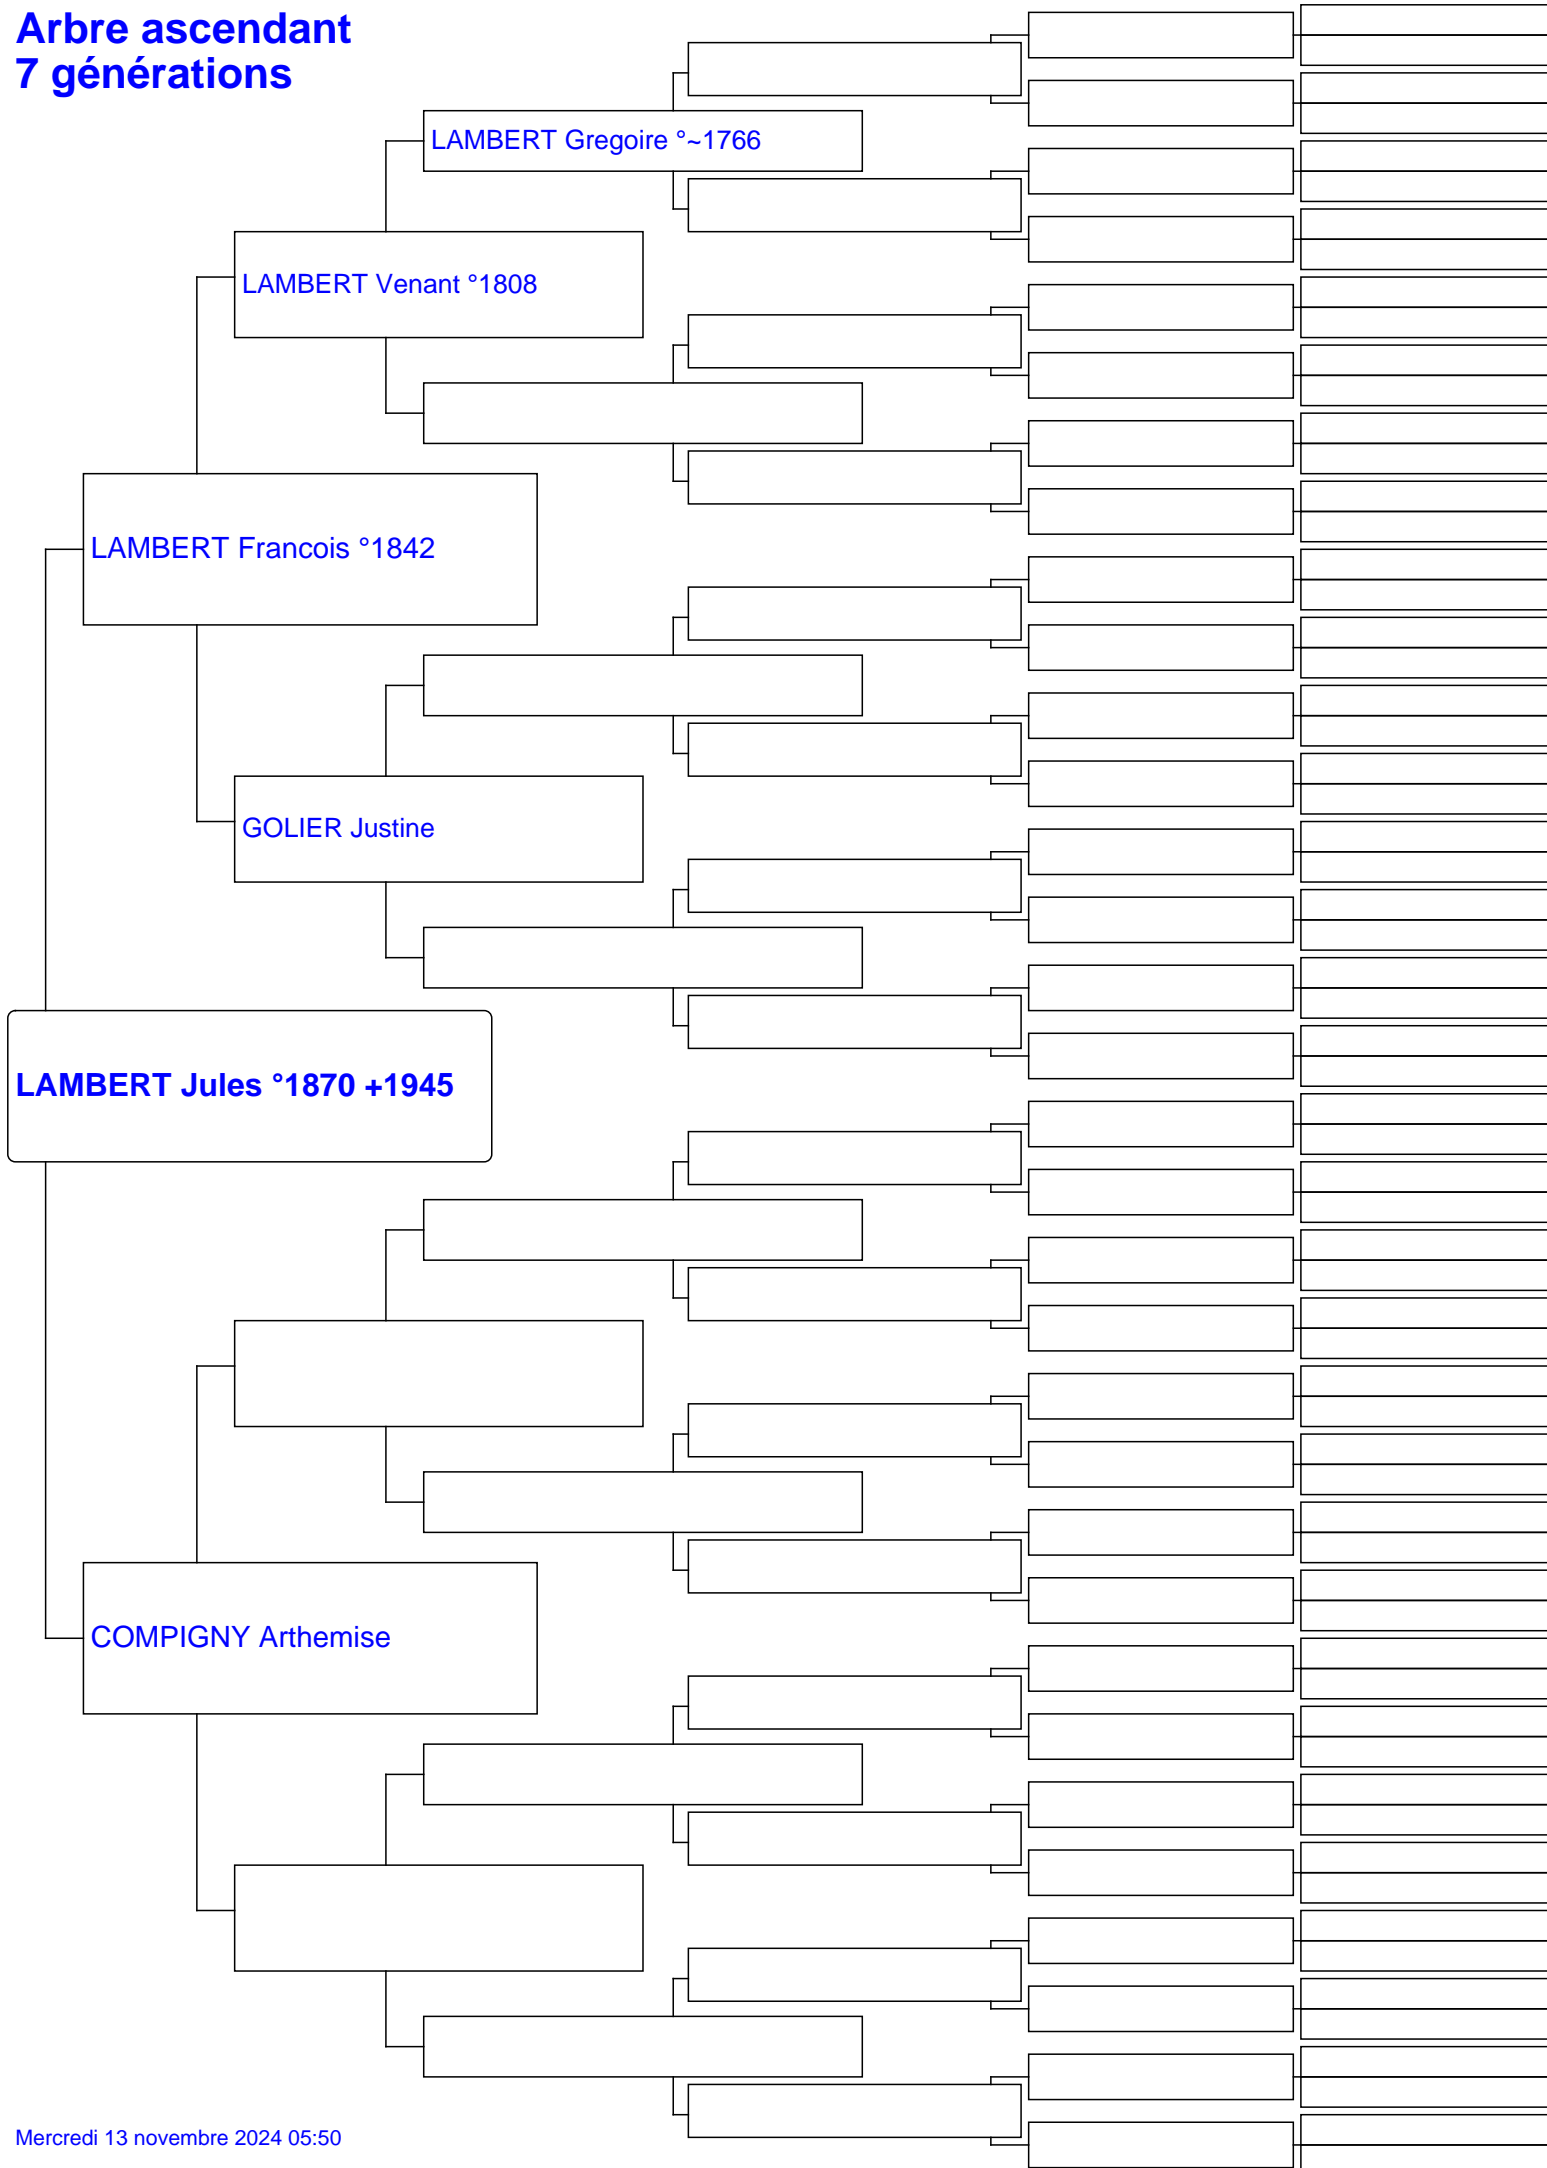 Arbre ascendant
7 générations
LAMBERT Gregoire °~1766
LAMBERT Venant °1808
LAMBERT Francois °1842
GOLIER Justine
LAMBERT Jules °1870 +1945
COMPIGNY Arthemise
Mercredi 13 novembre 2024 05:50